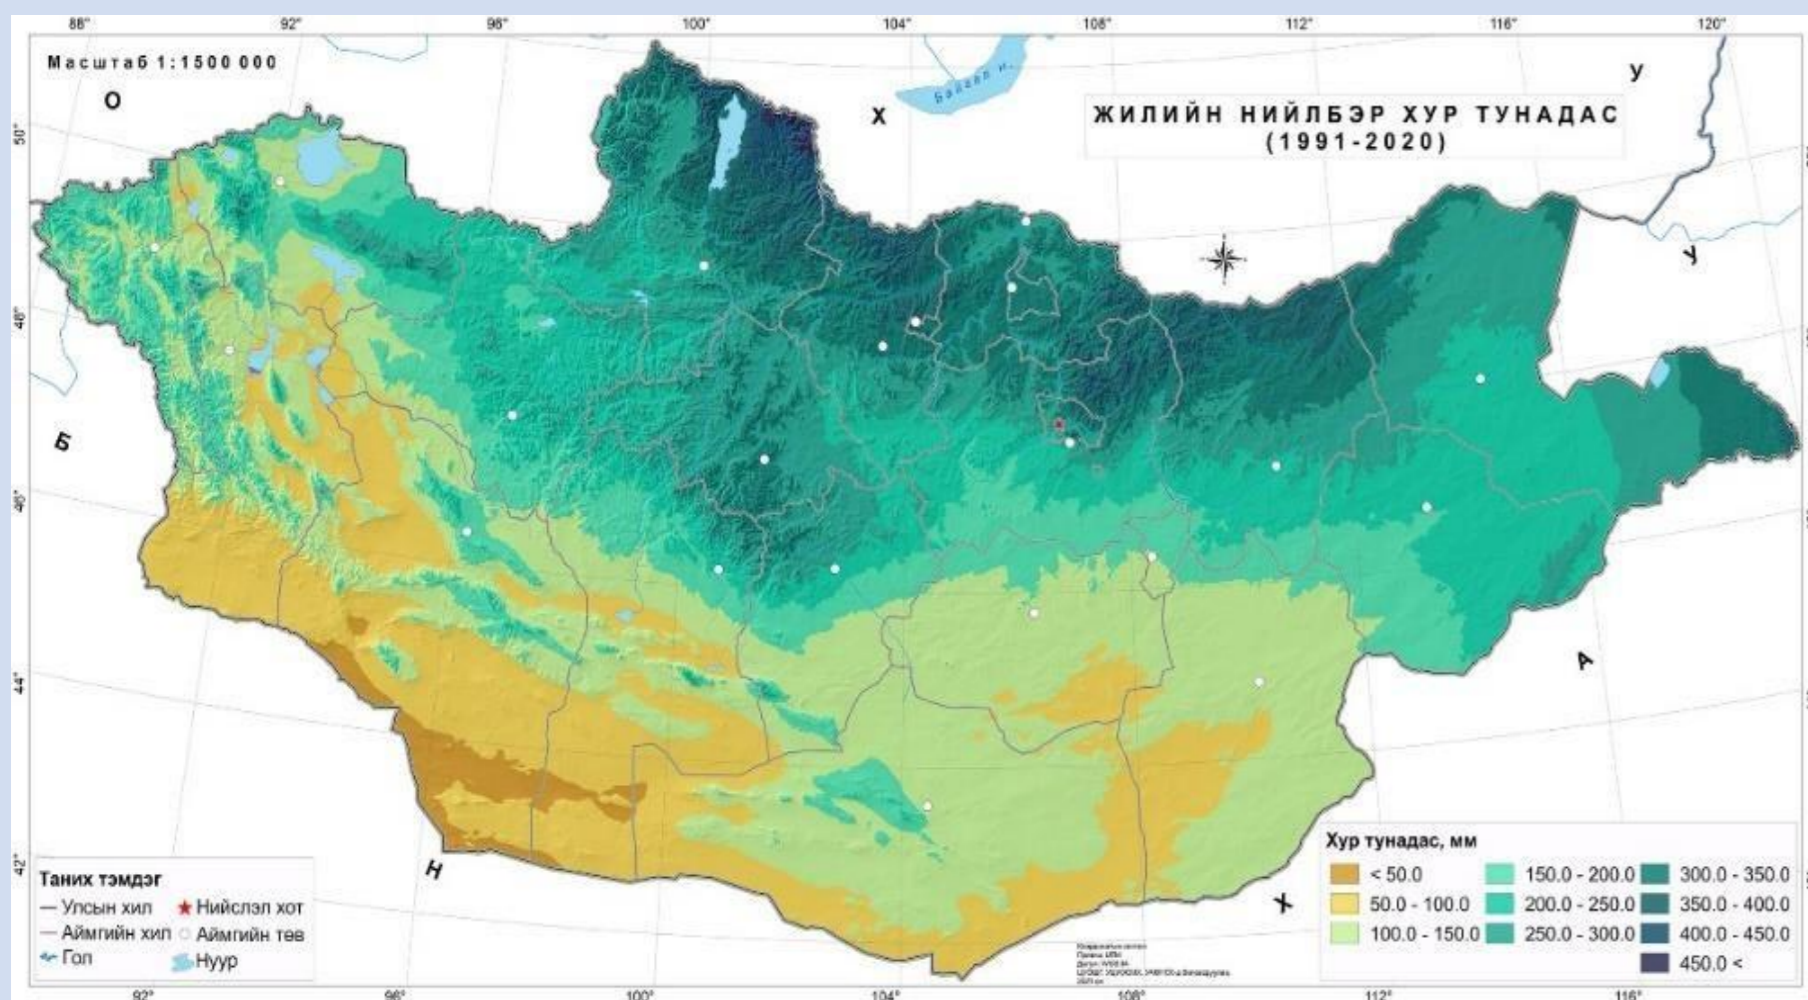 88° 92° 96° 100° 104° 108° 112° 116° 120°
Масштаб 1:1500 000
О
Х
У
Байгал н.
ЖИЛИЙН НИЙЛБЭР ХУР ТУНАДАС
(1991-2020)
50°
У
48°
Б
46°
А
44°
42°
Н
Х
Таних тэмдэг
Улсын хил
Нийслэл хот
Аймгийн хил
Аймгийн төв
Гол
Нуур
Хур тунадас, мм
< 50.0
150.0 - 200.0
300.0 - 350.0
50.0 - 100.0
200.0 - 250.0
350.0 - 400.0
100.0 - 150.0
250.0 - 300.0
400.0 - 450.0
450.0 <
92° 96° 100° 104° 108° 112° 116°